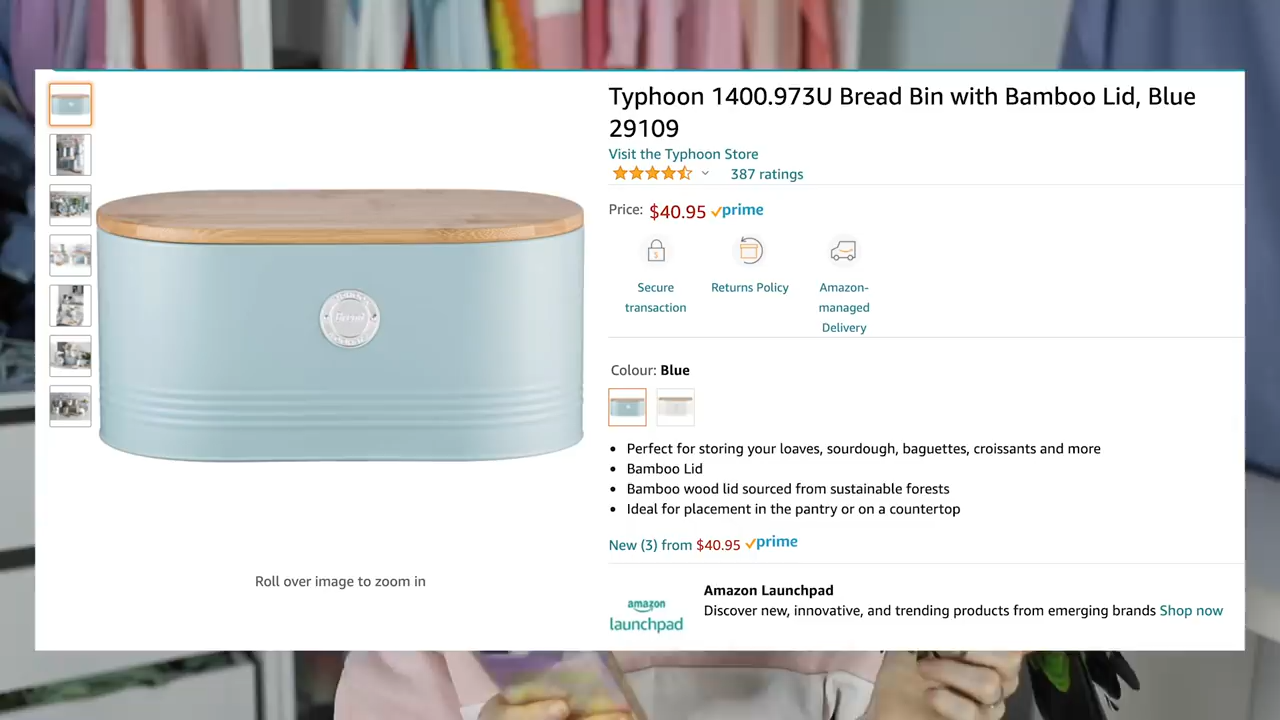 Typhoon 1400.973U Bread Bin with Bamboo Lid, Blue
29109
Visit the Typhoon Store
387 ratings
Price: $40.95 prime
Secure
transaction
Returns Policy
Amazon-
managed
Delivery
Colour: Blue
Perfect for storing your loaves, sourdough, baguettes, croissants and more
Bamboo Lid
Bamboo wood lid sourced from sustainable forests
Ideal for placement in the pantry or on a countertop
New (3) from $40.95 prime
Amazon Launchpad
Discover new, innovative, and trending products from emerging brands Shop now
amazon
launchpad
Bread
Roll over image to zoom in